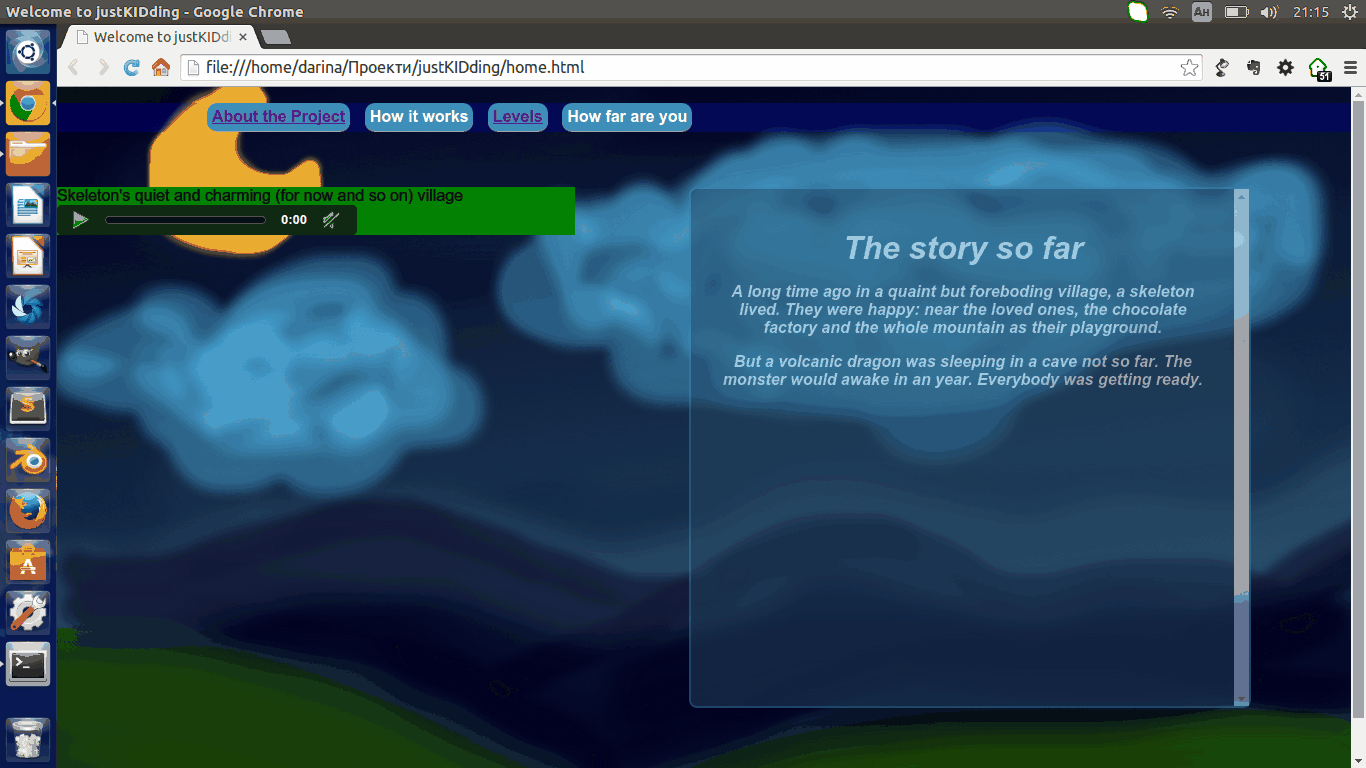 Welcome to justKIDding - Google Chrome
Ан
21:15
Welcome to justKIDd
file:///home/darina/Проекти/justKIDding/home.html
51
About the Project
How it works
Levels
How far are you
Skeleton's quiet and charming (for now and so on) village
0:00
The story so far
A long time ago in a quaint but foreboding village, a skeleton
lived. They were happy: near the loved ones, the chocolate
factory and the whole mountain as their playground.
But a volcanic dragon was sleeping in a cave not so far. The
monster would awake in an year. Everybody was getting ready.